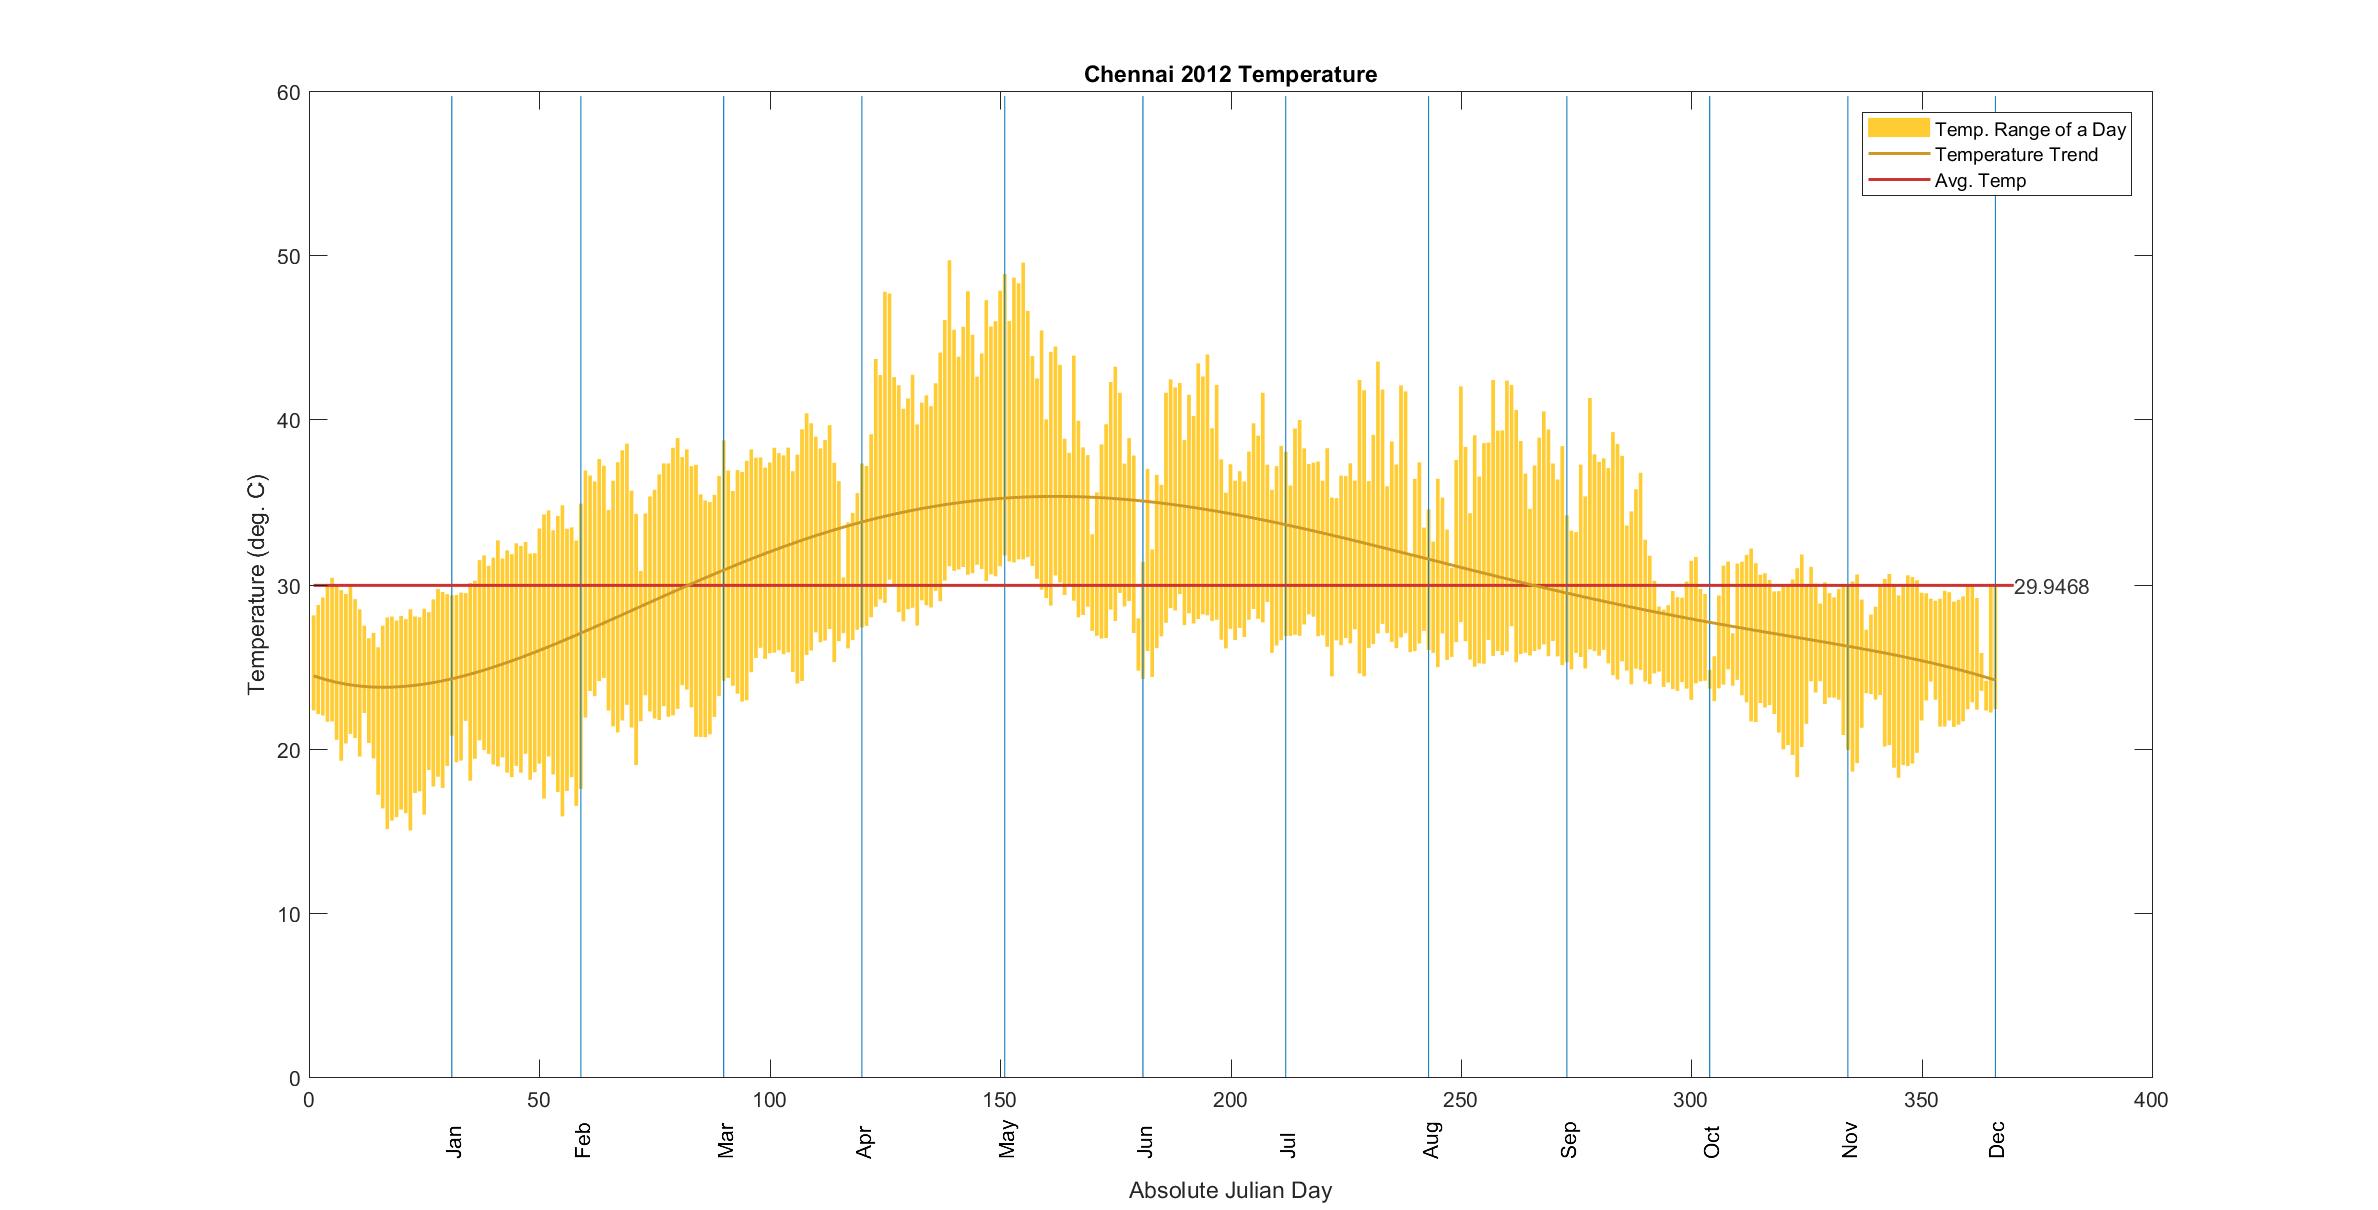 Chennai 2012 Temperature
60
50
40
30
20
10
0
Temperature (deg. C)
Temp. Range of a Day
Temperature Trend
Avg. Temp
29.9468
0 50 100 150 200 250 300 350 400
Jan Feb Mar Apr May Jun Jul Aug Sep Oct Nov Dec
Absolute Julian Day